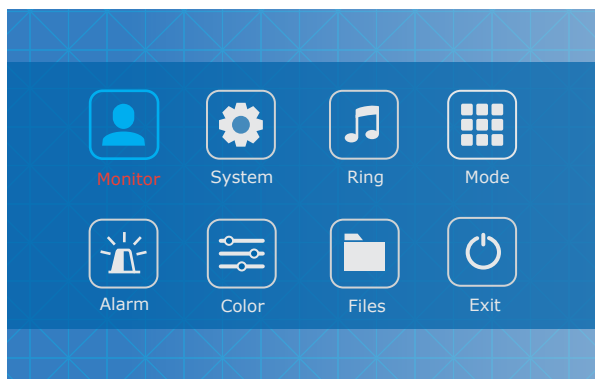 Monitor
System
Ring
Mode
Alarm
Color
Files
Exit